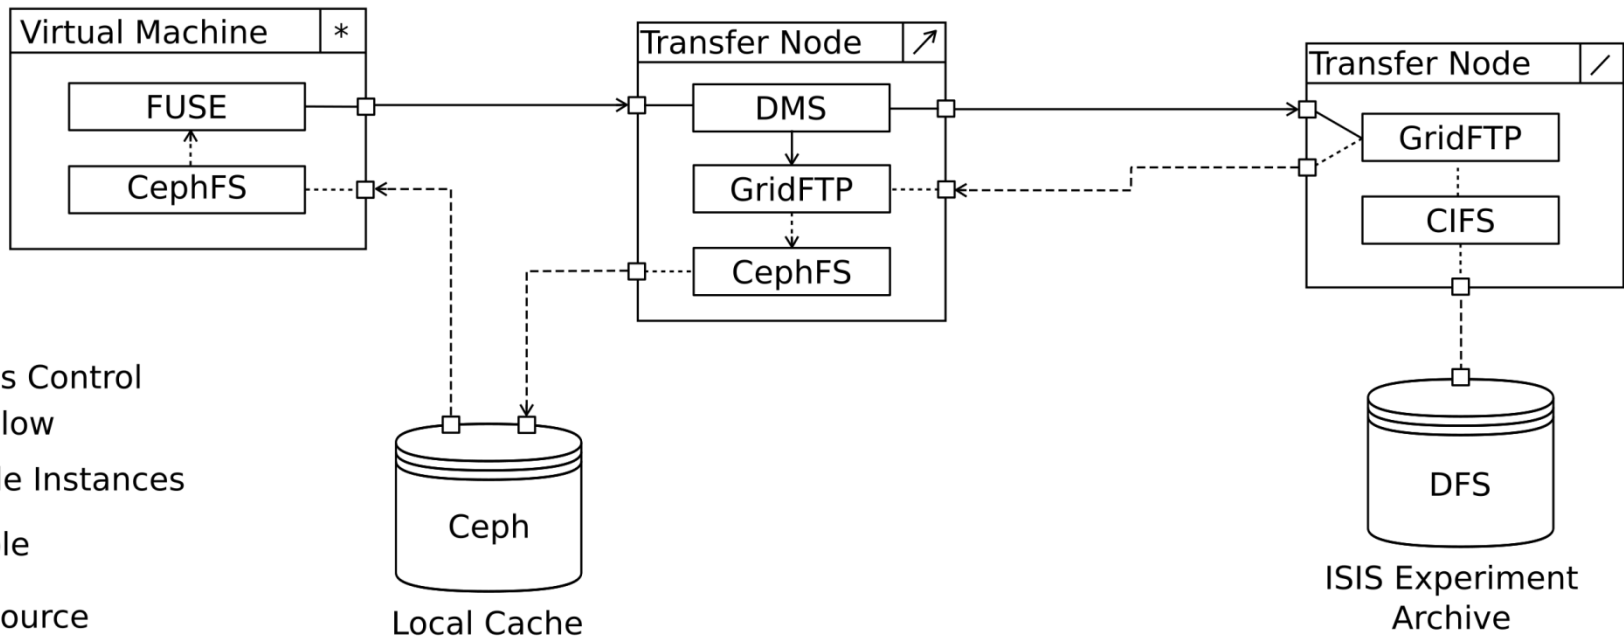 Virtual Machine *
FUSE
CephFS
Transfer Node
DMS
GridFTP
CephFS
Transfer Node
GridFTP
CIFS
s Control
low
le Instances
le
ource
Ceph
Local Cache
DFS
ISIS Experiment
Archive